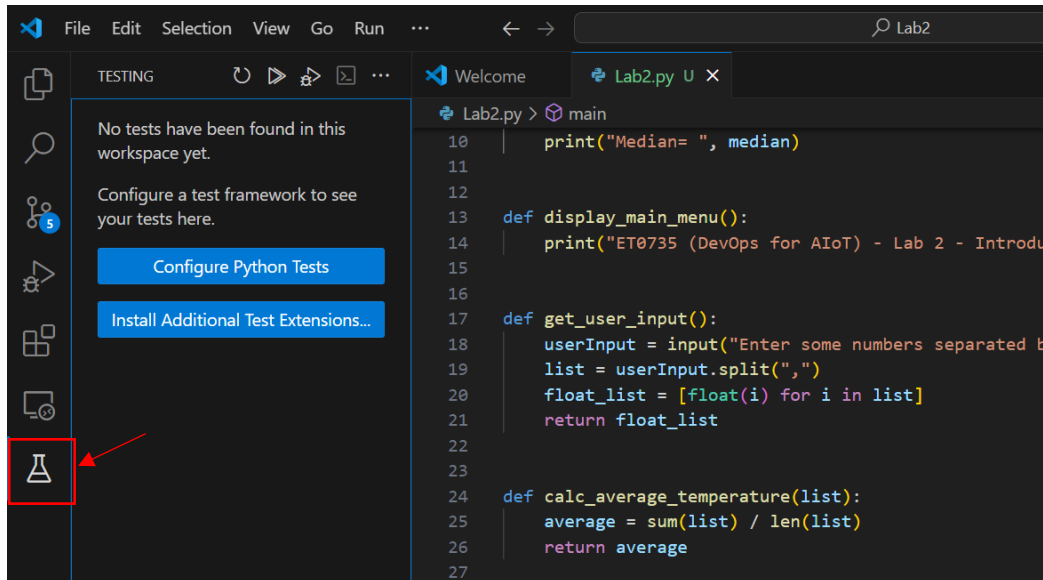 File Edit Selection View Go Run ··· ← → Lab2
TESTING ···
No tests have been found in this
workspace yet.
Configure a test framework to see
your tests here.
Configure Python Tests
Install Additional Test Extensions...
5
Welcome Lab2.py U ×
Lab2.py > main
10 print("Median= ", median)
11
12
13 def display_main_menu():
14 print("ET0735 (DevOps for AIoT) - Lab 2 - Introdu
15
16
17 def get_user_input():
18 userInput = input("Enter some numbers separated b
19 list = userInput.split(",")
20 float_list = [float(i) for i in list]
21 return float_list
22
23
24 def calc_average_temperature(list):
25 average = sum(list) / len(list)
26 return average
27